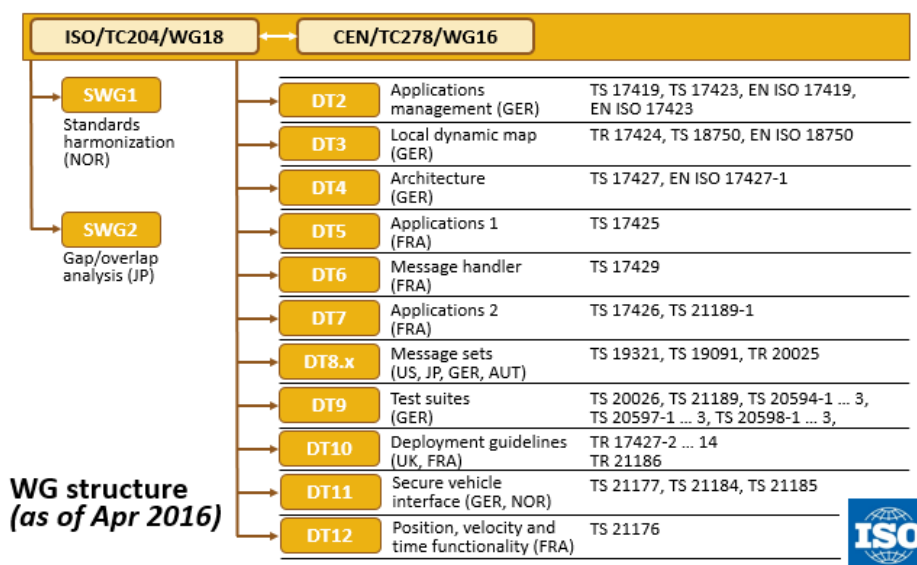 ISO/TC204/WG18
CEN/TC278/WG16
SWG1
Standards
harmonization
(NOR)
SWG2
Gap/overlap
analysis (JP)
DT2
Applications
management (GER)
TS 17419, TS 17423, EN ISO 17419,
EN ISO 17423
DT3
Local dynamic map
(GER)
TR 17424, TS 18750, EN ISO 18750
DT4
Architecture
(GER)
TS 17427, EN ISO 17427-1
DT5
Applications 1
(FRA)
TS 17425
DT6
Message handler
(FRA)
TS 17429
DT7
Applications 2
(FRA)
TS 17426, TS 21189-1
DT8.x
Message sets
(US, JP, GER, AUT)
TS 19321, TS 19091, TR 20025
DT9
Test suites
(GER)
TS 20026, TS 21189, TS 20594-1 ... 3,
TS 20597-1 ... 3, TS 20598-1 ... 3,
DT10
Deployment guidelines
(UK, FRA)
TR 17427-2 ... 14
TR 21186
DT11
Secure vehicle
interface (GER, NOR)
TS 21177, TS 21184, TS 21185
DT12
Position, velocity and
time functionality (FRA)
TS 21176
WG structure
(as of Apr 2016)
ISO